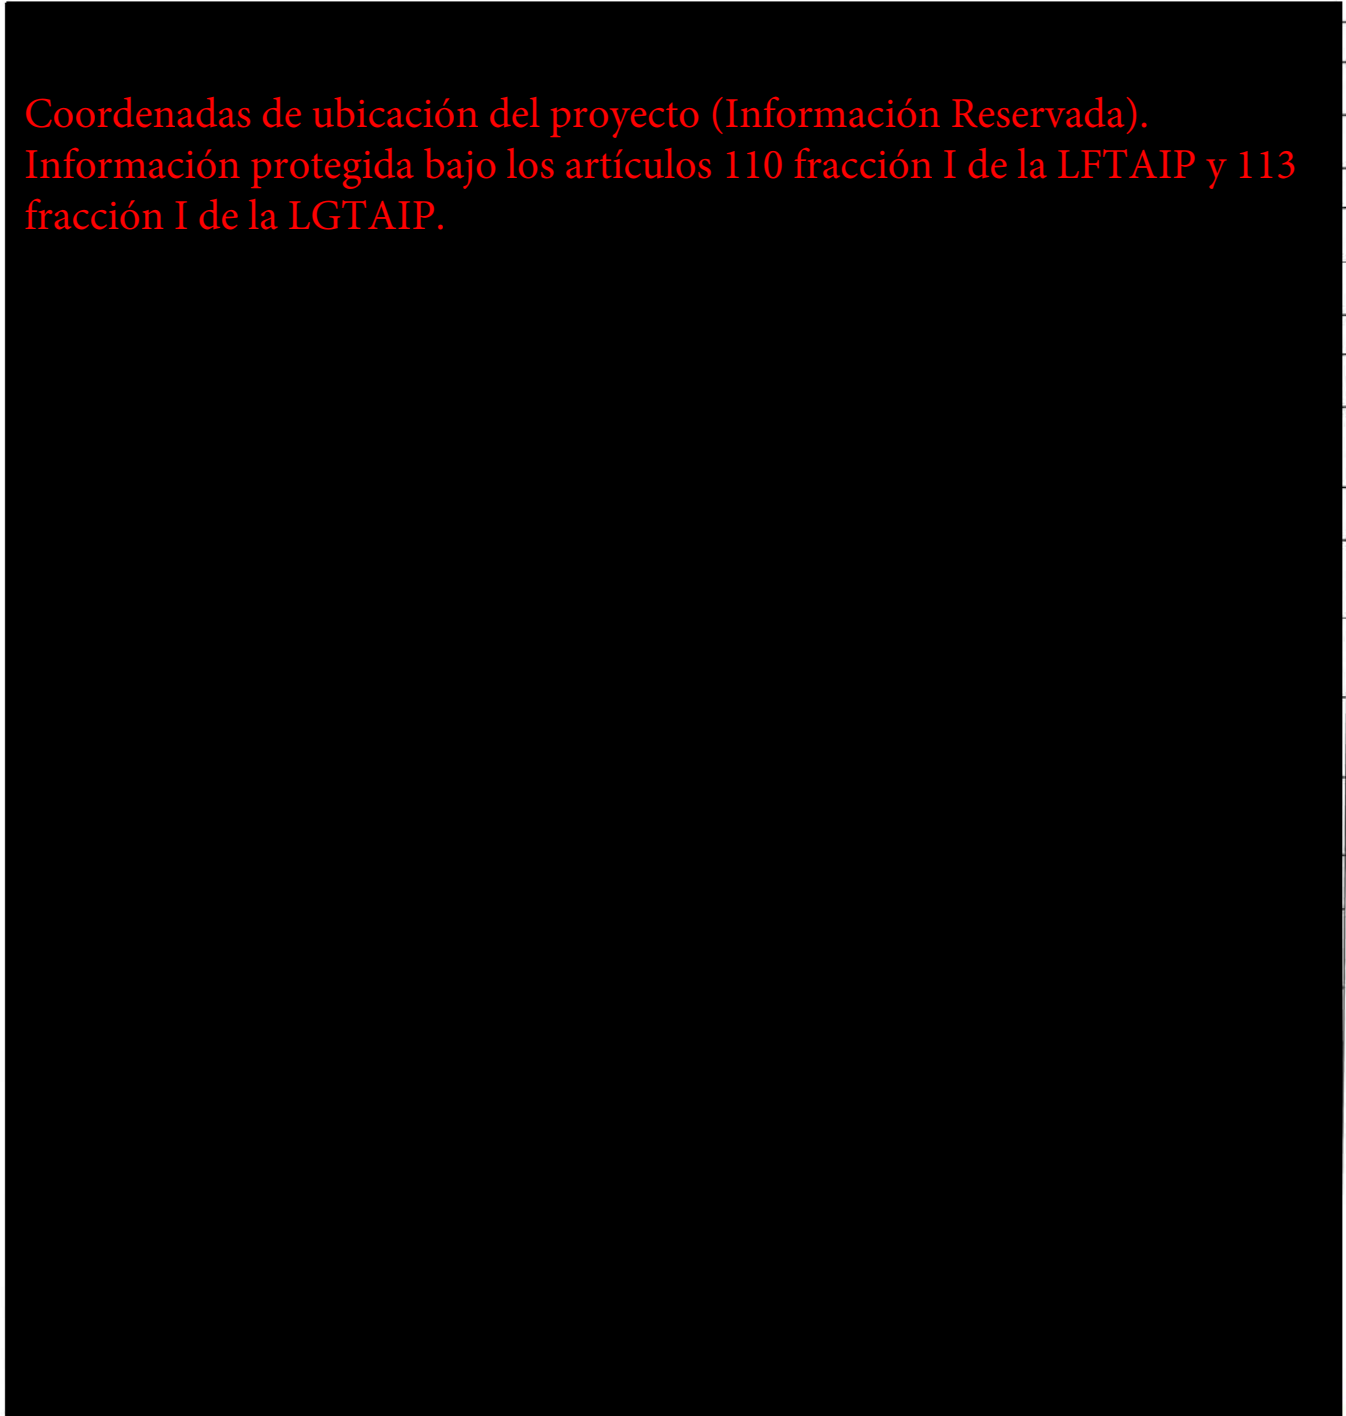 Coordenadas de ubicación del proyecto (Información Reservada).
Información protegida bajo los artículos 110 fracción I de la LFTAIP y 113
fracción I de la LGTAIP.